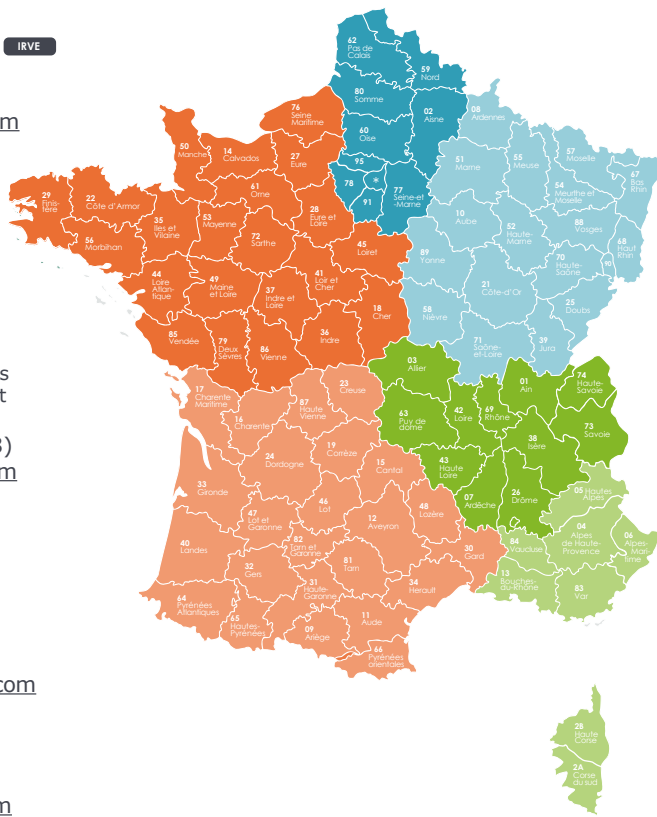 IRVE
m
s
t
3)
m
com
m
62
Pas de
Calais
59
Nord
80
Somme
02
Aisne
60
Oise
95
78
*
91
77
Seine-et
-Marne
76
Seine
Maritime
50
Manche
14
Calvados
27
Eure
61
Orne
29
Finis-
tère
22
Côte d'Armor
35
Iles et
Vilaine
53
Mayenne
28
Eure et
Loire
56
Morbihan
72
Sarthe
45
Loiret
44
Loire
Atlan-
tique
49
Maine
et Loire
37
Indre et
Loire
41
Loir et
Cher
18
Cher
85
Vendée
79
Deux
Sèvres
86
Vienne
36
Indre
08
Ardennes
51
Marne
55
Meuse
57
Moselle
54
Meurthe et
Moselle
67
Bas
Rhin
10
Aube
52
Haute-
Marne
88
Vosges
68
Haut
Rhin
89
Yonne
21
Côte-d'Or
70
Haute-
Saône
90
25
Doubs
58
Nièvre
71
Saône-
et-Loire
39
Jura
03
Allier
01
Ain
74
Haute-
Savoie
63
Puy de
dome
42
Loire
69
Rhône
73
Savoie
38
Isère
43
Haute
Loire
07
Ardèche
26
Drôme
17
Charente
Maritime
16
Charente
87
Haute
Vienne
23
Creuse
24
Dordogne
19
Corrèze
15
Cantal
33
Gironde
47
Lot et
Garonne
46
Lot
12
Aveyron
48
Lozère
40
Landes
82
Tarn et
Garonne
81
Tarn
30
Gard
32
Gers
31
Haute-
Garonne
34
Herault
64
Pyrénées
Atlantiques
65
Hautes-
Pyrénées
09
Ariège
11
Aude
66
Pyrénées
orientales
05 Hautes
Alpes
84
Vaucluse
04
Alpes
de Haute-
Provence
06
Alpes-
Mari-
time
13
Bouches-
du-Rhône
83
Var
2B
Haute
Corse
2A
Corse
du sud